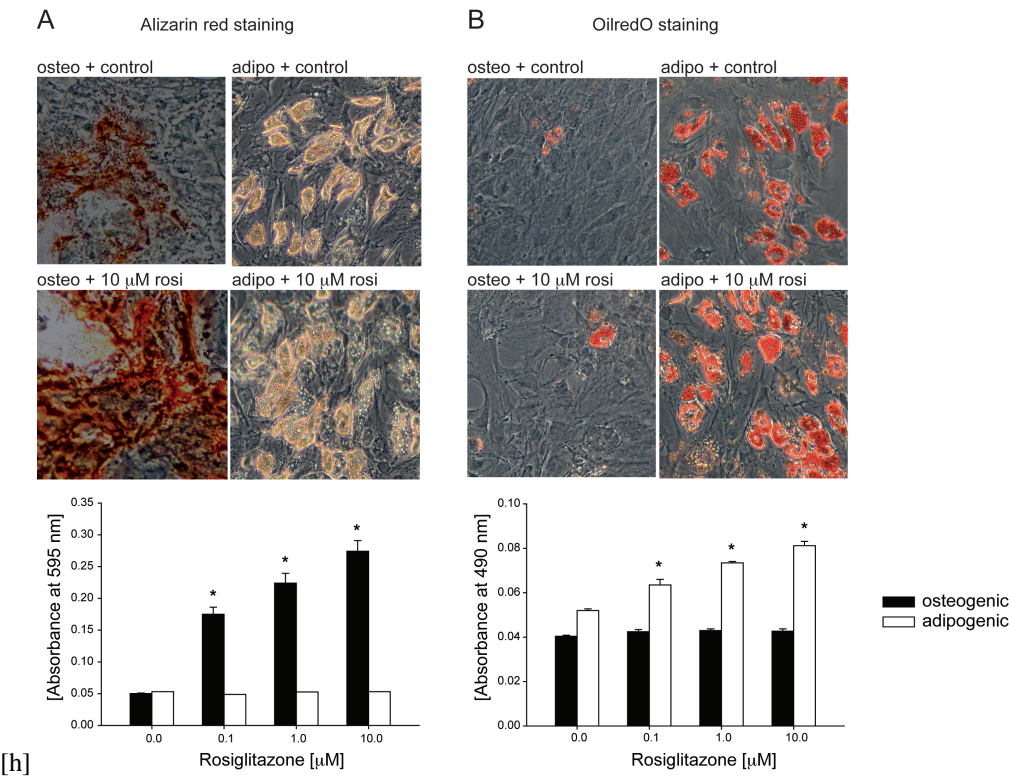 A
Alizarin red staining
osteo + control
adipo + control
osteo + 10 μM rosi
adipo + 10 μM rosi
[Absorbance at 595 nm]
0.35
0.30
0.25
0.20
0.15
0.10
0.05
0.00
*
*
*
0.0
0.1
1.0
10.0
Rosiglitazone [μM]
B
OilredO staining
osteo + control
adipo + control
osteo + 10 μM rosi
adipo + 10 μM rosi
[Absorbance at 490 nm]
0.10
0.08
0.06
0.04
0.02
0.00
*
*
*
0.0
0.1
1.0
10.0
Rosiglitazone [μM]
osteogenic
adipogenic
[h]